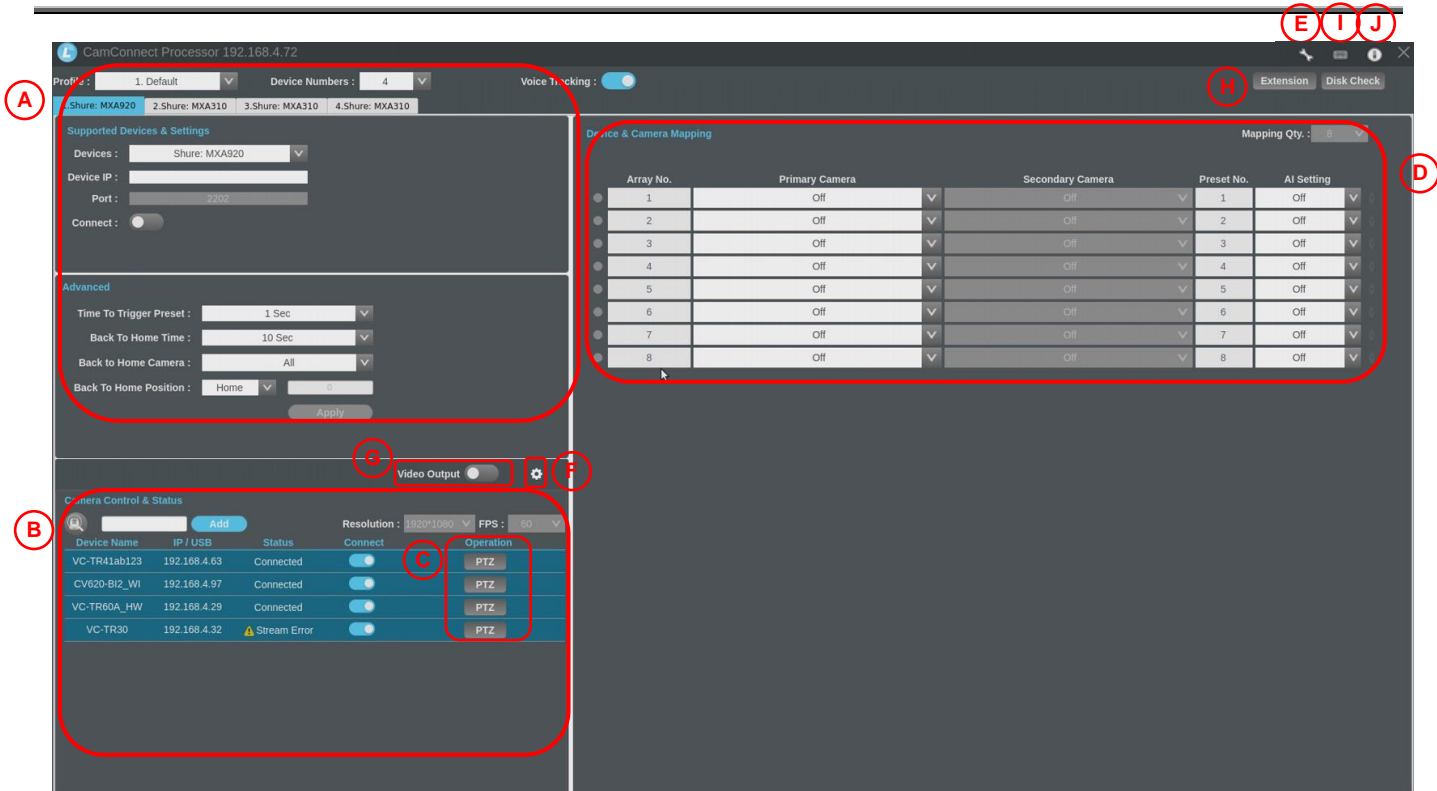 E I J
CamConnect Processor 192.168.4.72
Profile : 1. Default Device Numbers : 4 Voice Tracking : H Extension Disk Check
A
1.Shure: MXA920 2.Shure: MXA310 3.Shure: MXA310 4.Shure: MXA310
Supported Devices & Settings
Devices : Shure: MXA920
Device IP :
Port : 2202
Connect :
Advanced
Time To Trigger Preset : 1 Sec
Back To Home Time : 10 Sec
Back to Home Camera : All
Back To Home Position : Home 0
Apply
Device & Camera Mapping Mapping Qty. : 8
D
Array No. Primary Camera Secondary Camera Preset No. AI Setting
1 Off Off 1 Off
2 Off Off 2 Off
3 Off Off 3 Off
4 Off Off 4 Off
5 Off Off 5 Off
6 Off Off 6 Off
7 Off Off 7 Off
8 Off Off 8 Off
G Video Output F
Camera Control & Status
B
Add Resolution : 1920*1080 FPS : 60
Device Name IP / USB Status Connect Operation
C
VC-TR41ab123 192.168.4.63 Connected PTZ
CV620-BI2_WI 192.168.4.97 Connected PTZ
VC-TR60A_HW 192.168.4.29 Connected PTZ
VC-TR30 192.168.4.32 Stream Error PTZ